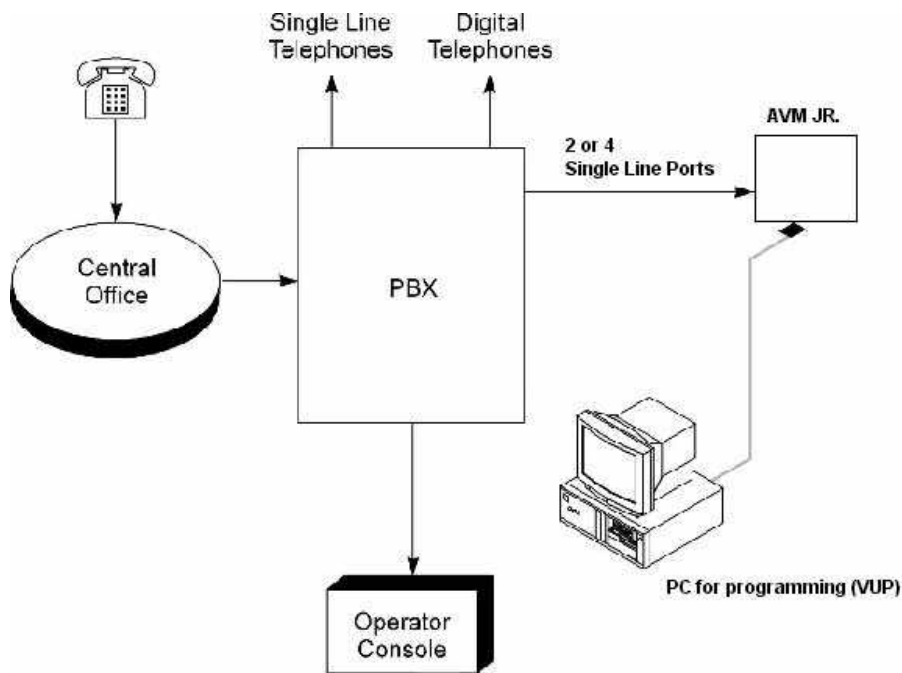 Single Line
Telephones
Digital
Telephones
AVM JR.
2 or 4
Single Line Ports
Central
Office
PBX
PC for programming (VUP)
Operator
Console